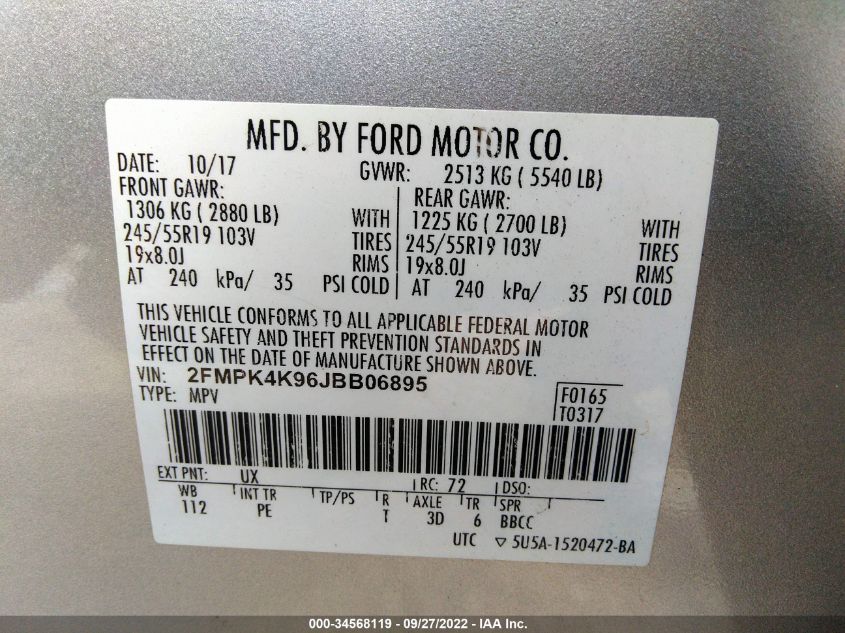 MFD. BY FORD MOTOR CO.
DATE: 10/17 GVWR: 2513 KG ( 5540 LB)
FRONT GAWR: REAR GAWR:
1306 KG ( 2880 LB) WITH 1225 KG ( 2700 LB) WITH
245/55R19 103V TIRES 245/55R19 103V TIRES
19x8.0J RIMS 19x8.0J RIMS
AT 240 kPa/ 35 PSI COLD AT 240 kPa/ 35 PSI COLD
THIS VEHICLE CONFORMS TO ALL APPLICABLE FEDERAL MOTOR
VEHICLE SAFETY AND THEFT PREVENTION STANDARDS IN
EFFECT ON THE DATE OF MANUFACTURE SHOWN ABOVE.
VIN: 2FMPK4K96JBB06895
TYPE: MPV F0165
T0317
EXT PNT: UX RC: 72 DSO:
WB INT TR TP/PS R AXLE TR SPR
112 PE T 3D 6 BBCC
UTC ▽ 5U5A-1520472-BA
000-34568119 - 09/27/2022 - IAA Inc.